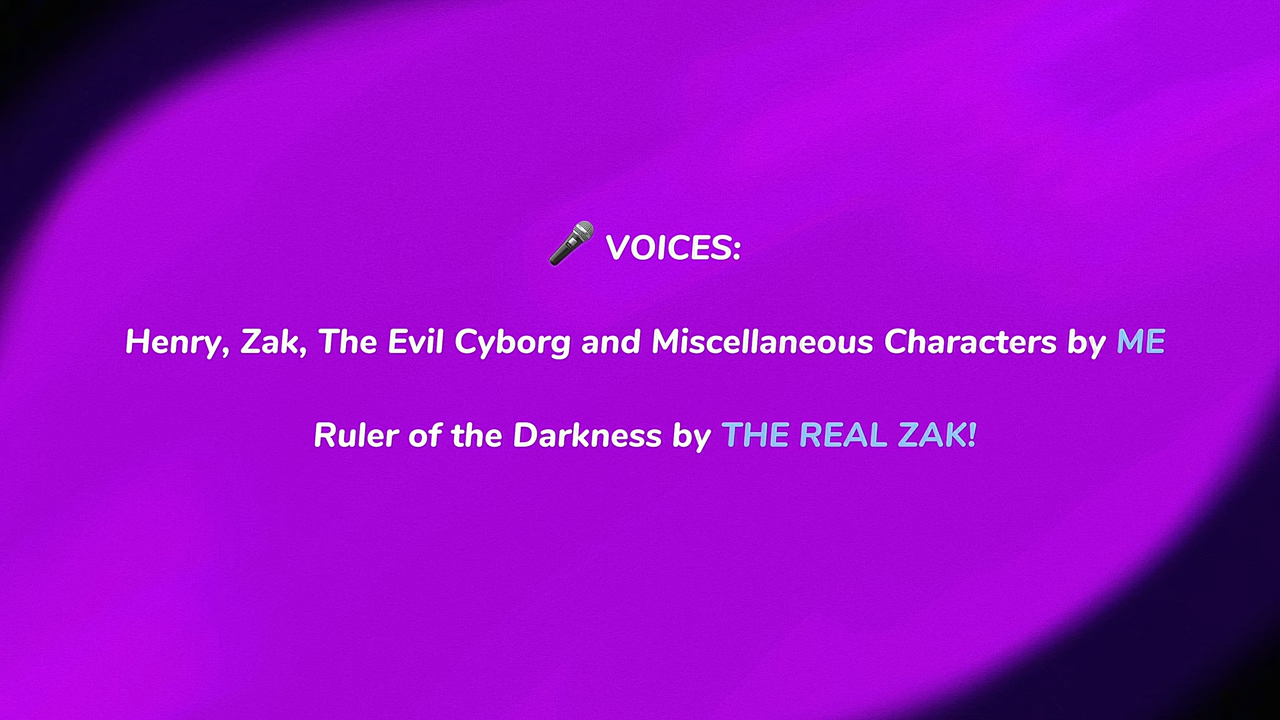 🎤 VOICES:
Henry, Zak, The Evil Cyborg and Miscellaneous Characters by ME
Ruler of the Darkness by THE REAL ZAK!